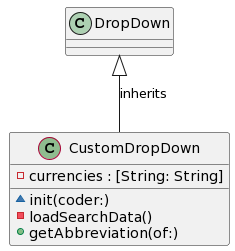 C DropDown
inherits
C CustomDropDown
currencies : [String: String]
init(coder:)
loadSearchData()
getAbbreviation(of:)